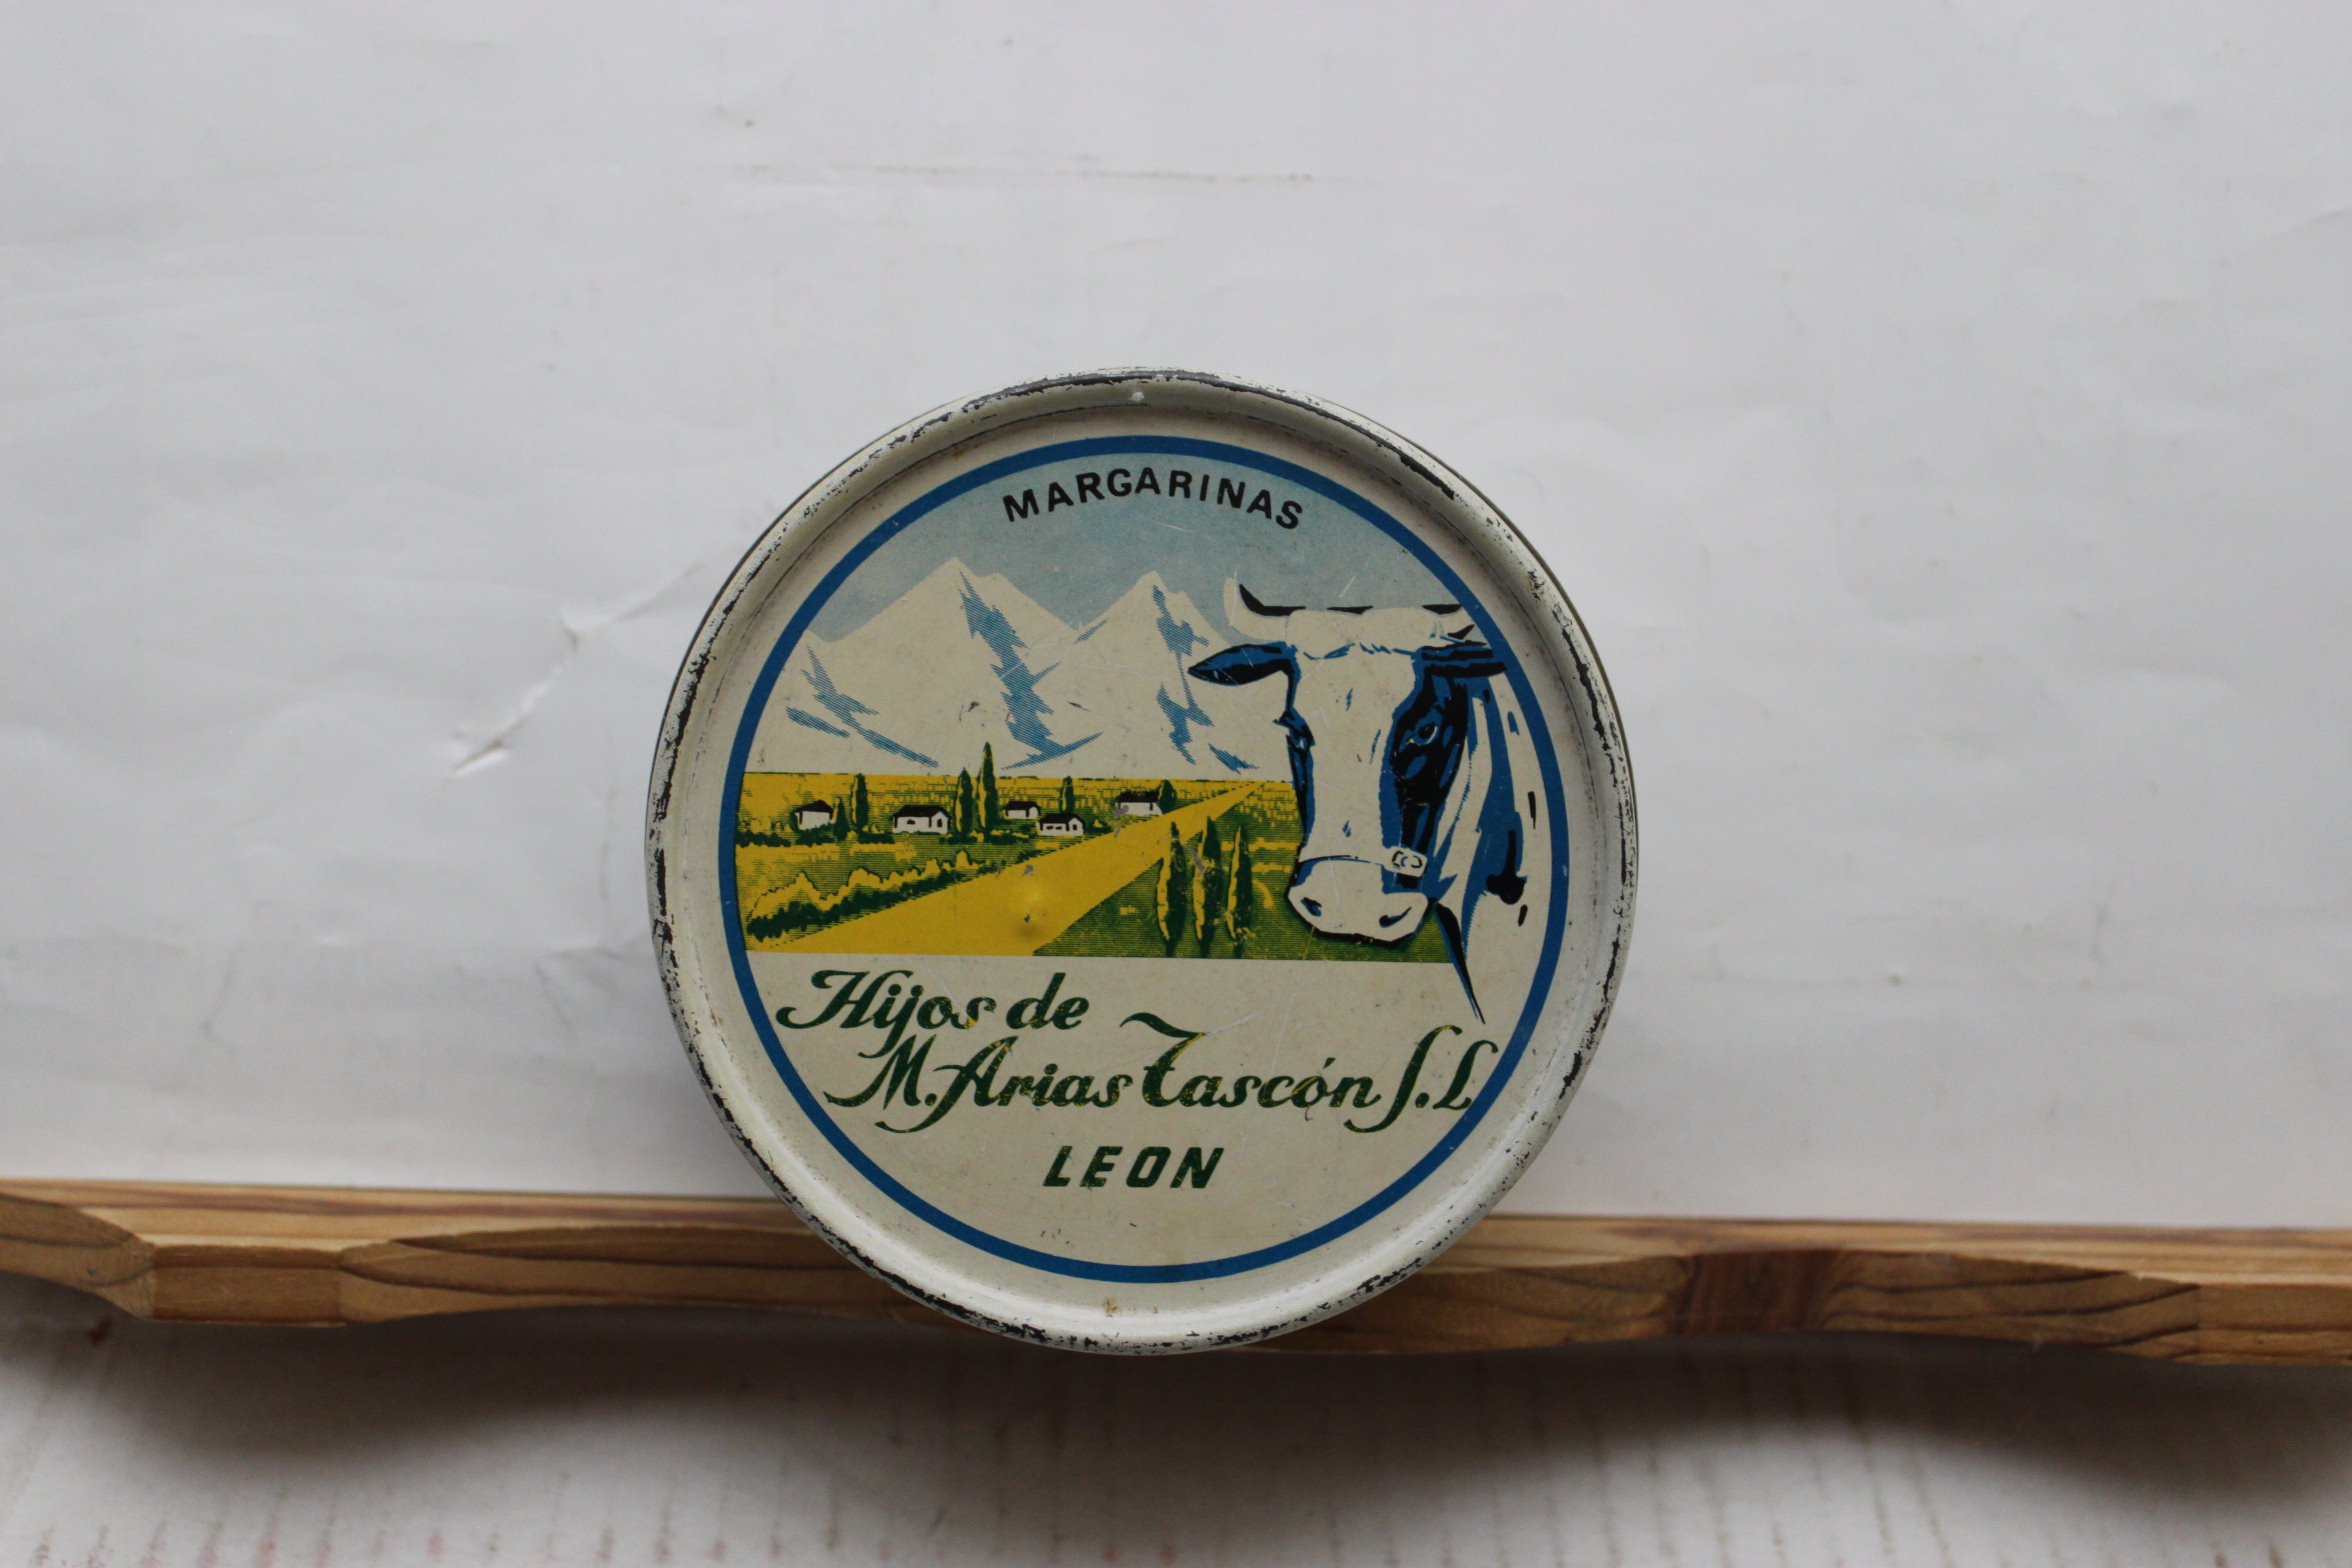 MARGARINAS
Hijos de
M. Arias Tascón S.L
LEON